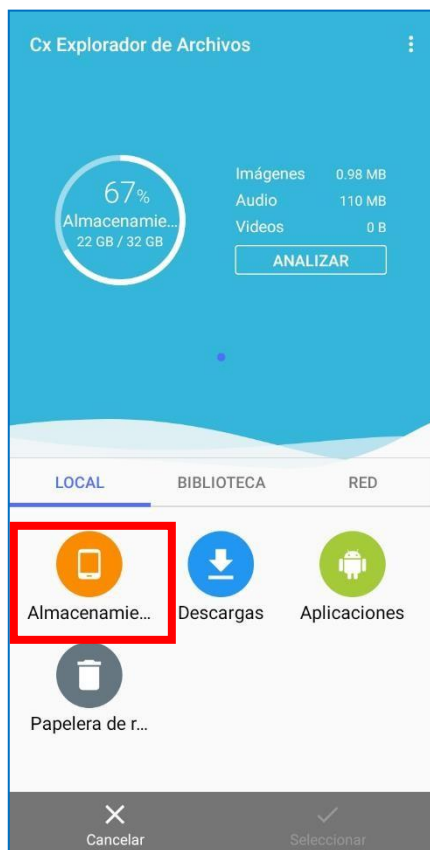 Cx Explorador de Archivos
67%
Almacenamie...
22 GB / 32 GB
Imágenes 0.98 MB
Audio 110 MB
Videos 0 B
ANALIZAR
LOCAL BIBLIOTECA RED
Almacenamie... Descargas Aplicaciones
Papelera de r...
Cancelar Seleccionar